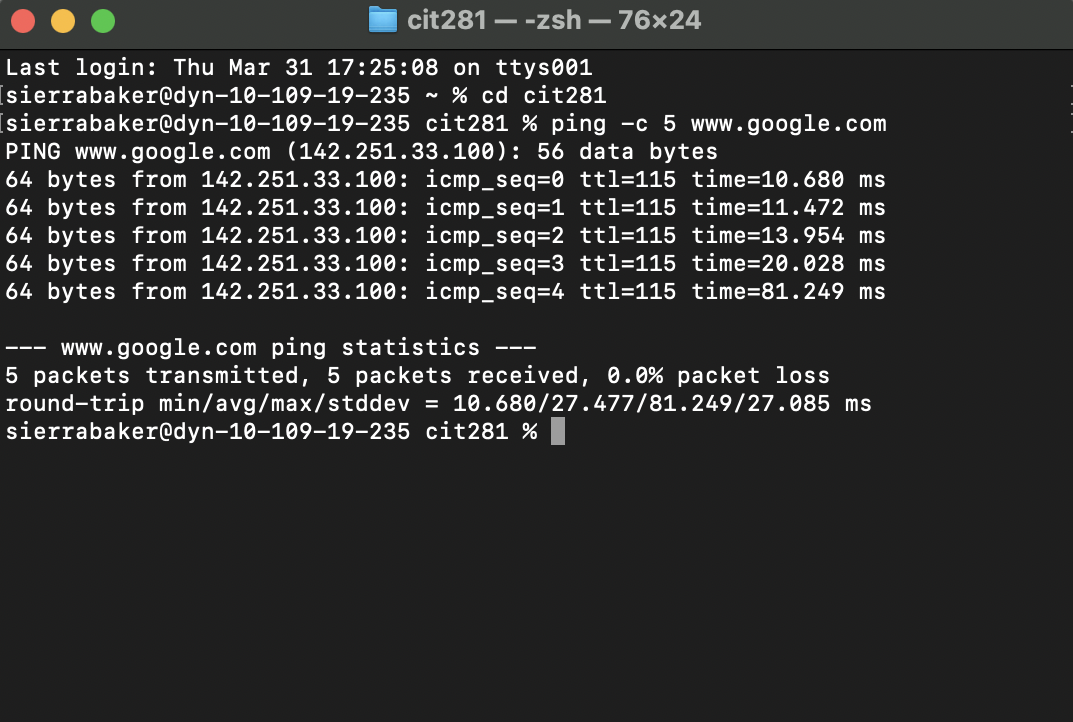 cit281 — -zsh — 76×24
Last login: Thu Mar 31 17:25:08 on ttys001
[sierrabaker@dyn-10-109-19-235 ~ % cd cit281
[sierrabaker@dyn-10-109-19-235 cit281 % ping -c 5 www.google.com
PING www.google.com (142.251.33.100): 56 data bytes
64 bytes from 142.251.33.100: icmp_seq=0 ttl=115 time=10.680 ms
64 bytes from 142.251.33.100: icmp_seq=1 ttl=115 time=11.472 ms
64 bytes from 142.251.33.100: icmp_seq=2 ttl=115 time=13.954 ms
64 bytes from 142.251.33.100: icmp_seq=3 ttl=115 time=20.028 ms
64 bytes from 142.251.33.100: icmp_seq=4 ttl=115 time=81.249 ms
--- www.google.com ping statistics ---
5 packets transmitted, 5 packets received, 0.0% packet loss
round-trip min/avg/max/stddev = 10.680/27.477/81.249/27.085 ms
sierrabaker@dyn-10-109-19-235 cit281 %